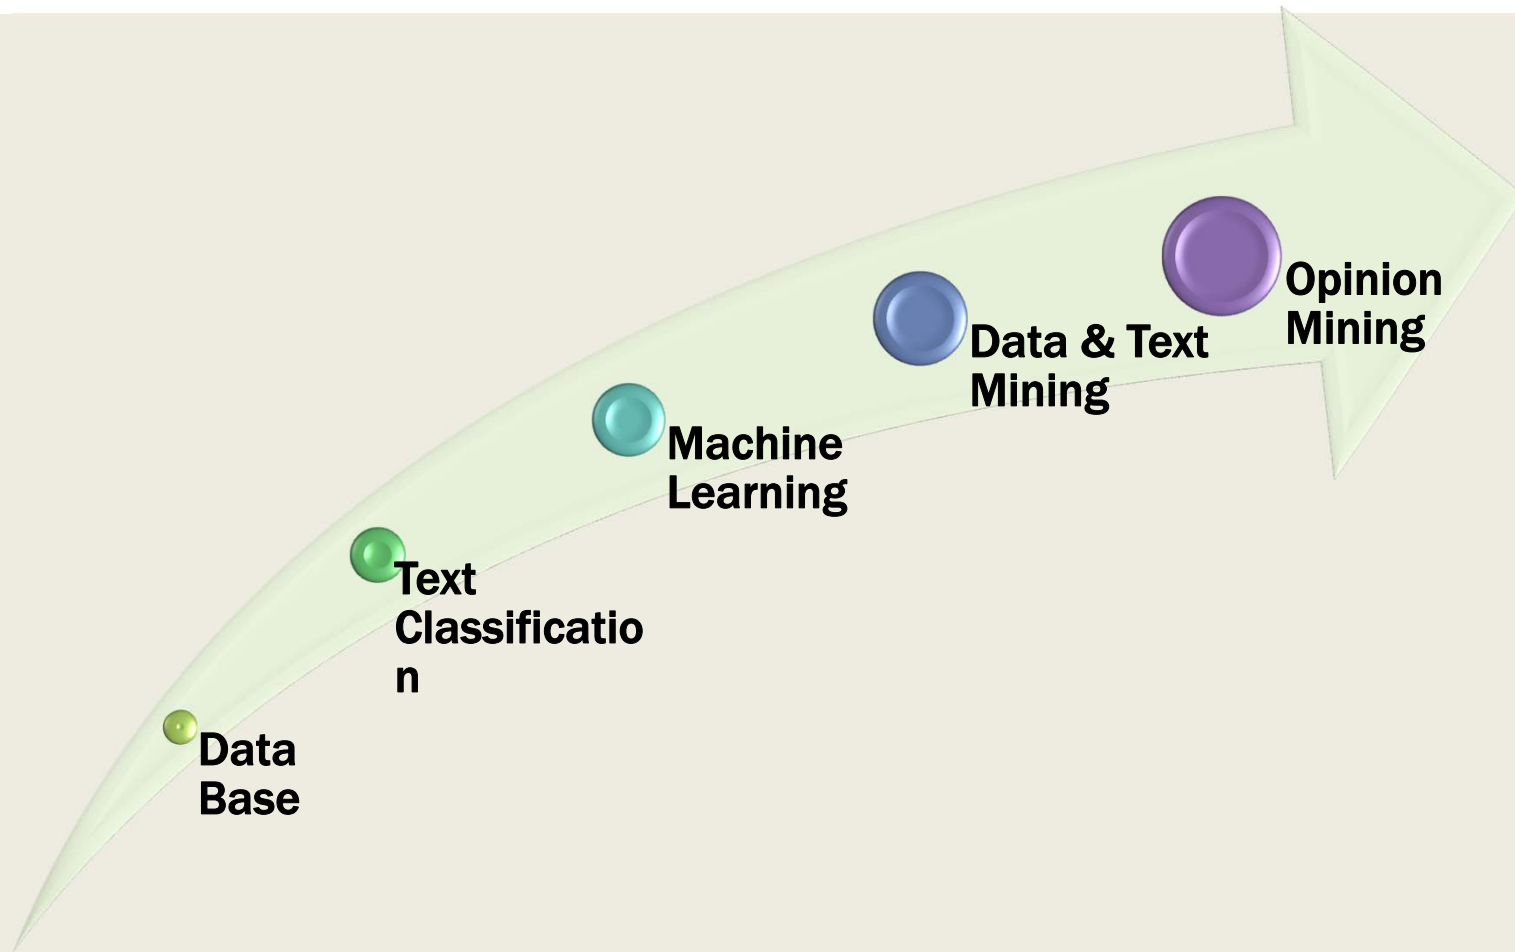 Opinion
Mining
Data & Text
Mining
Machine
Learning
Text
Classificatio
n
Data
Base